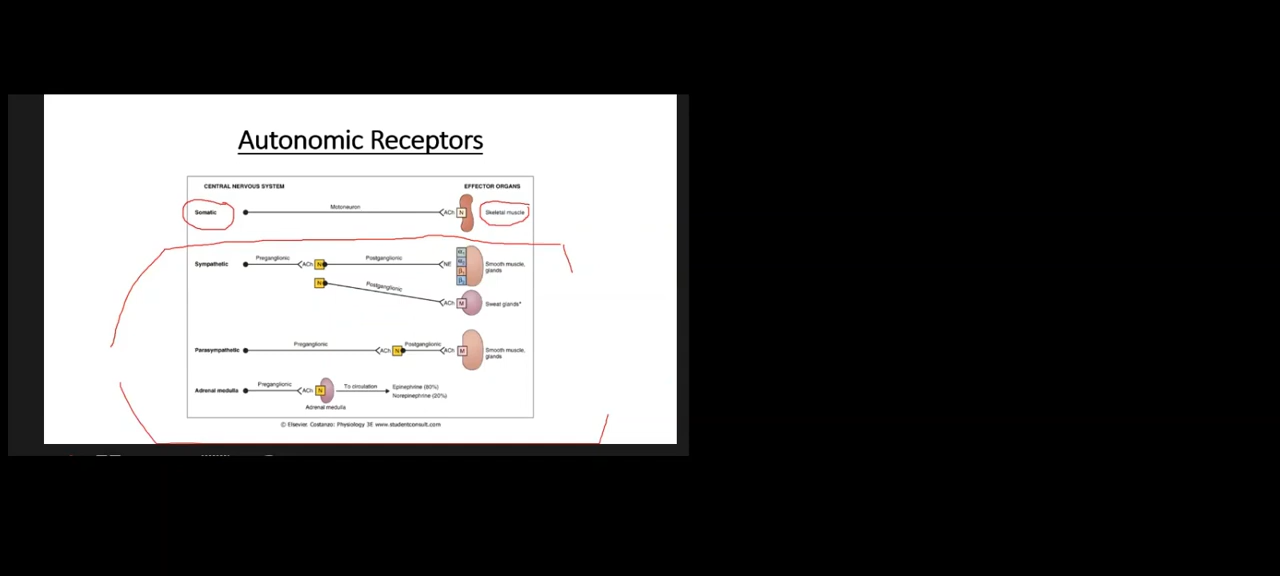 Autonomic Receptors
CENTRAL NERVOUS SYSTEM EFFECTOR ORGANS
Motoneuron
Somatic ACh N Skeletal muscle
Preganglionic Postganglionic
Sympathetic ACh N NE Smooth muscle,
glands
N Postganglionic
ACh M Sweat glands*
Preganglionic Postganglionic
Parasympathetic ACh N ACh M Smooth muscle,
glands
Preganglionic To circulation
Adrenal medulla ACh N Epinephrine (80%)
Norepinephrine (20%)
Adrenal medulla
© Elsevier. Costanzo: Physiology 3E www.studentconsult.com